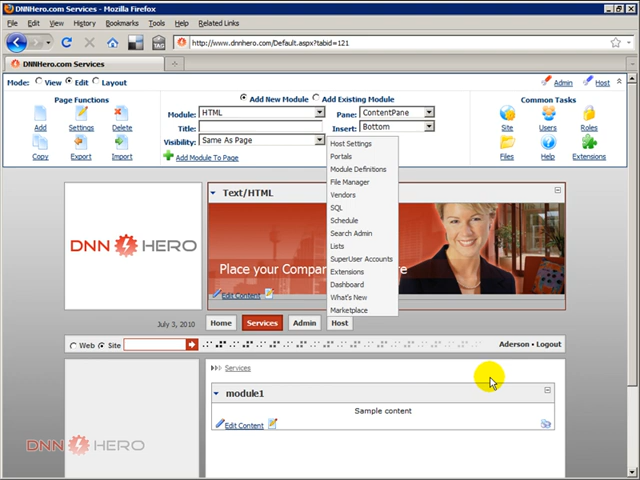 DNNHero.com Services - Mozilla Firefox
File Edit View History Bookmarks Tools Help Related Links
TAG
http://www.dnnhero.com/Default.aspx?tabid=121
DNNHero.com Services
Mode: View Edit Layout
Admin Host
Page Functions
Add Settings Delete
Copy Export Import
Add New Module Add Existing Module
Module: HTML Pane: ContentPane
Title: Insert: Bottom
Visibility: Same As Page
Add Module To Page
Common Tasks
Site Users Roles
Files Help Extensions
Host Settings
Portals
Module Definitions
File Manager
Vendors
SQL
Schedule
Search Admin
Lists
SuperUser Accounts
Extensions
Dashboard
What's New
Marketplace
DNN HERO
Text/HTML
Place your Compa
re
Edit Content
July 3, 2010
Home Services Admin Host
Web Site
Aderson • Logout
Services
module1
Sample content
Edit Content
DNN HERO